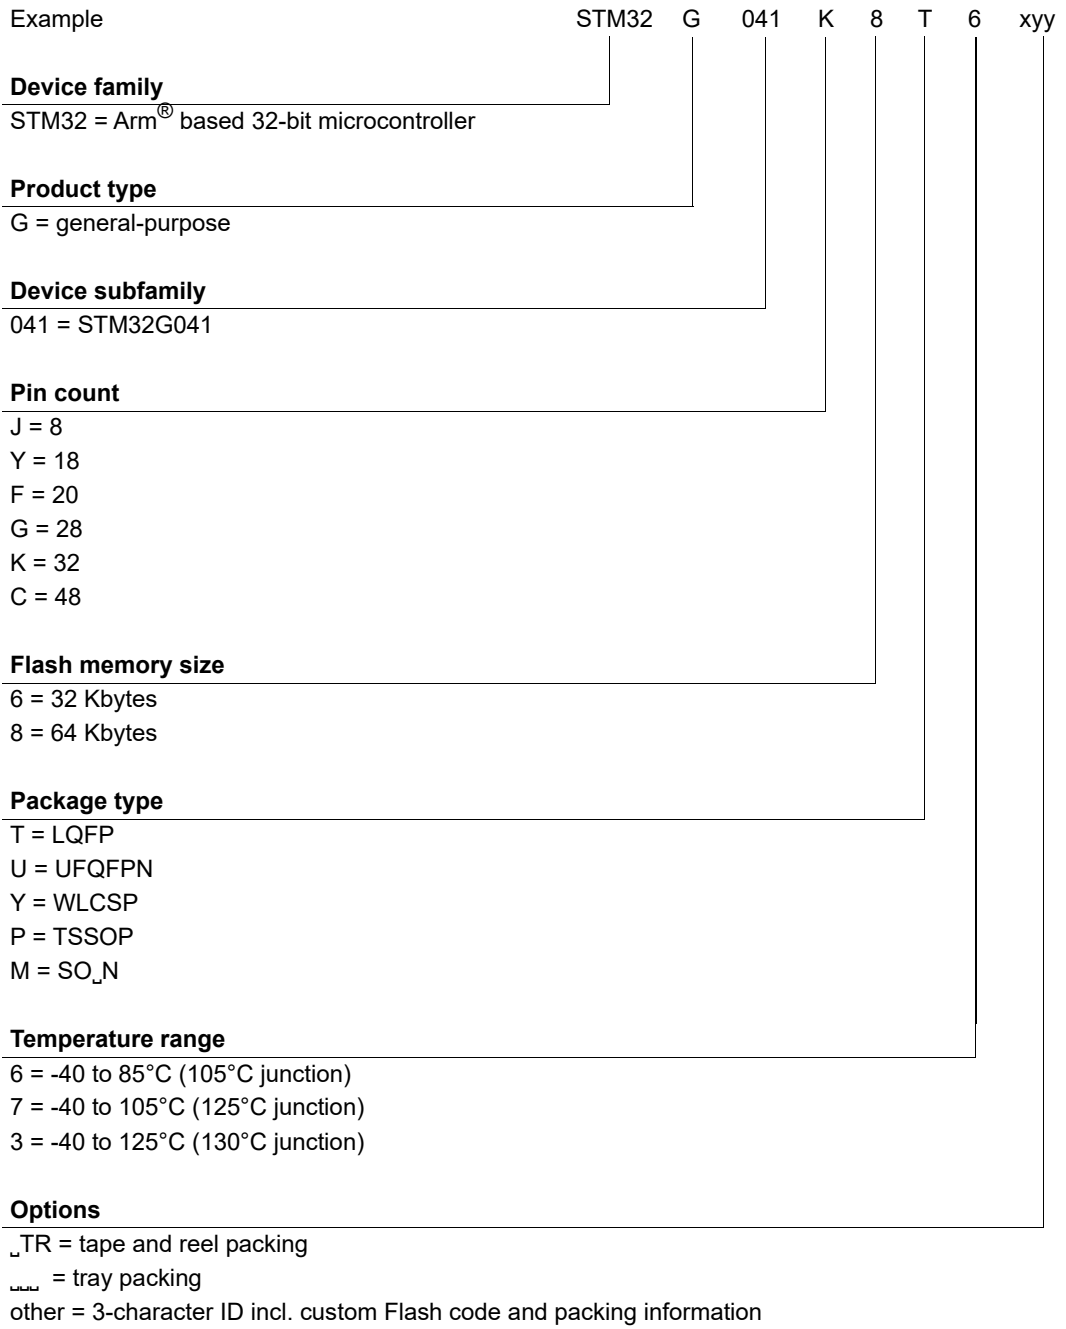 Example STM32 G 041 K 8 T 6 xyy
Device family
STM32 = Arm® based 32-bit microcontroller
Product type
G = general-purpose
Device subfamily
041 = STM32G041
Pin count
J = 8
Y = 18
F = 20
G = 28
K = 32
C = 48
Flash memory size
6 = 32 Kbytes
8 = 64 Kbytes
Package type
T = LQFP
U = UFQFPN
Y = WLCSP
P = TSSOP
M = SO␣N
Temperature range
6 = -40 to 85°C (105°C junction)
7 = -40 to 105°C (125°C junction)
3 = -40 to 125°C (130°C junction)
Options
␣TR = tape and reel packing
␣␣␣ = tray packing
other = 3-character ID incl. custom Flash code and packing information